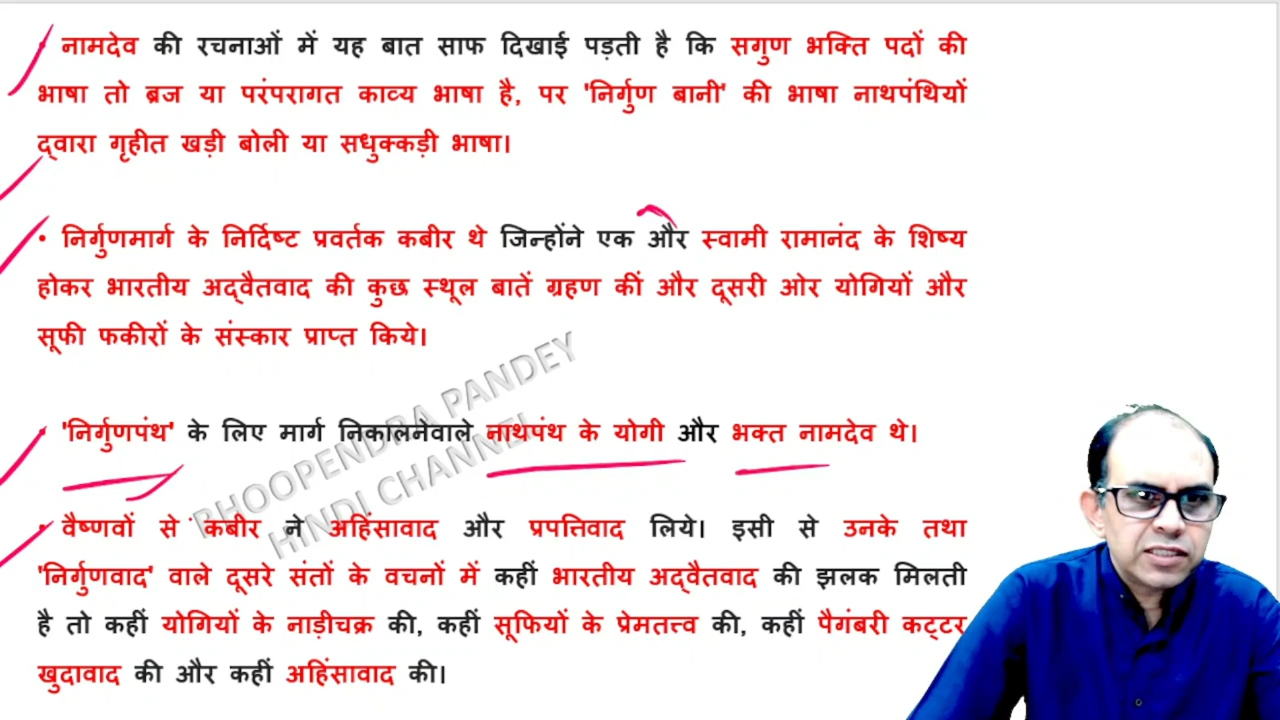 नामदेव की रचनाओं में यह बात साफ दिखाई पड़ती है कि सगुण भक्ति पदों की
भाषा तो ब्रज या परंपरागत काव्य भाषा है, पर 'निर्गुण बानी' की भाषा नाथपंथियों
द्वारा गृहीत खड़ी बोली या सधुक्कड़ी भाषा।
• निर्गुणमार्ग के निर्दिष्ट प्रवर्तक कबीर थे जिन्होंने एक और स्वामी रामानंद के शिष्य
होकर भारतीय अद्वैतवाद की कुछ स्थूल बातें ग्रहण कीं और दूसरी ओर योगियों और
सूफी फकीरों के संस्कार प्राप्त किये।
'निर्गुणपंथ' के लिए मार्ग निकालनेवाले नाथपंथ के योगी और भक्त नामदेव थे।
• वैष्णवों से कबीर ने अहिंसावाद और प्रपत्तिवाद लिये। इसी से उनके तथा
'निर्गुणवाद' वाले दूसरे संतों के वचनों में कहीं भारतीय अद्वैतवाद की झलक मिलती
है तो कहीं योगियों के नाड़ीचक्र की, कहीं सूफियों के प्रेमतत्त्व की, कहीं पैगंबरी कट्टर
खुदावाद की और कहीं अहिंसावाद की।
BHOOPENDRA PANDEY
HINDI CHANNEL